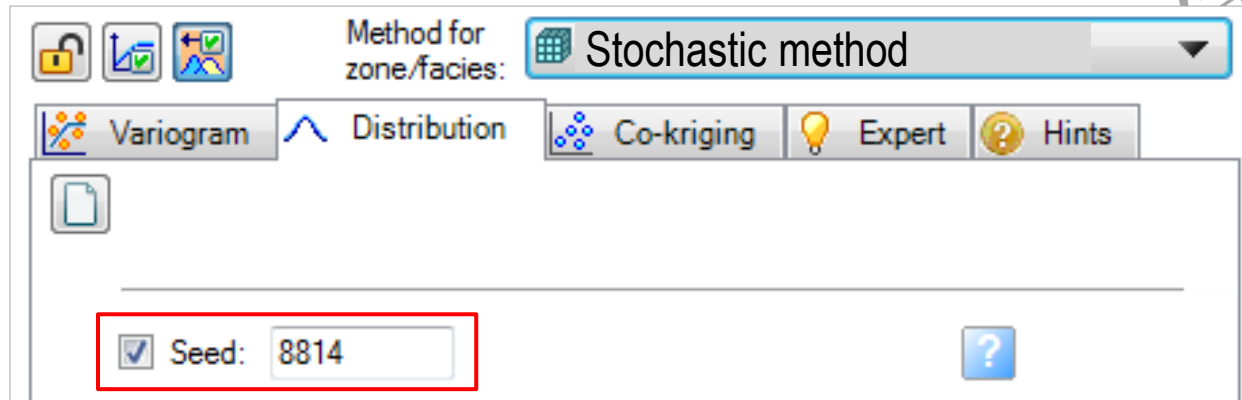 Method for
zone/facies:
Stochastic method
Variogram
Distribution
Co-kriging
Expert
? Hints
Seed: 8814
?